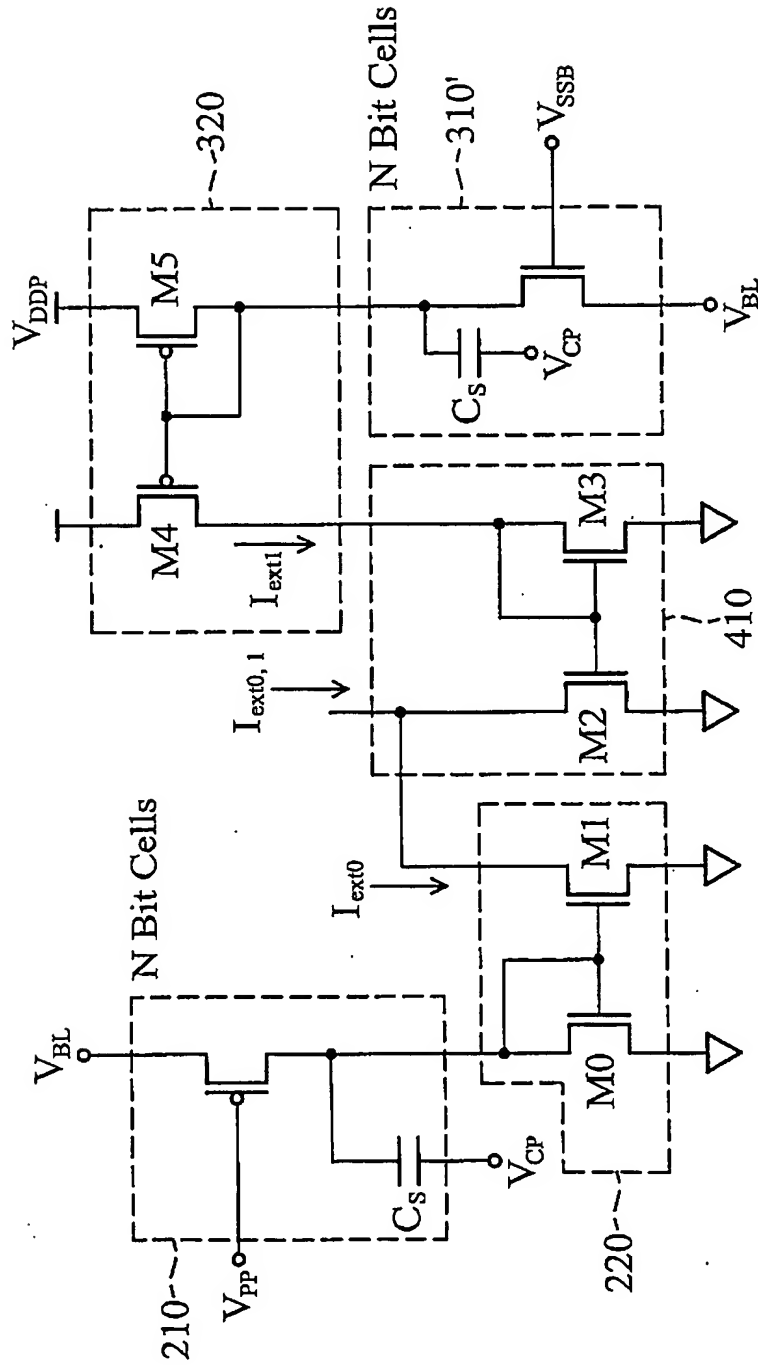 V_BL
N Bit Cells
210
V_PP
C_S
V_CP
220
M0
M1
I_ext0
I_ext0, 1
I_ext1
M2
M3
410
V_DDP
M4
M5
320
N Bit Cells
310'
C_S
V_CP
V_SSB
V_BL